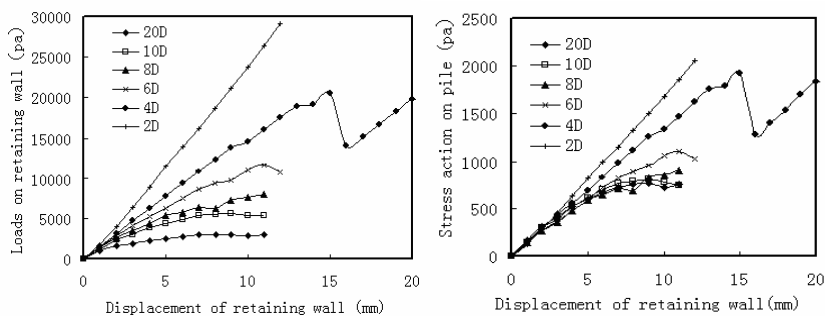 Loads on retaining wall (pa)
30000
25000
20000
15000
10000
5000
0
20D
10D
8D
6D
4D
2D
0 5 10 15 20
Displacement of retaining wall (mm)
Stress action on pile (pa)
2500
2000
1500
1000
500
0
20D
10D
8D
6D
4D
2D
0 5 10 15 20
Displacement of retaining wall(mm)